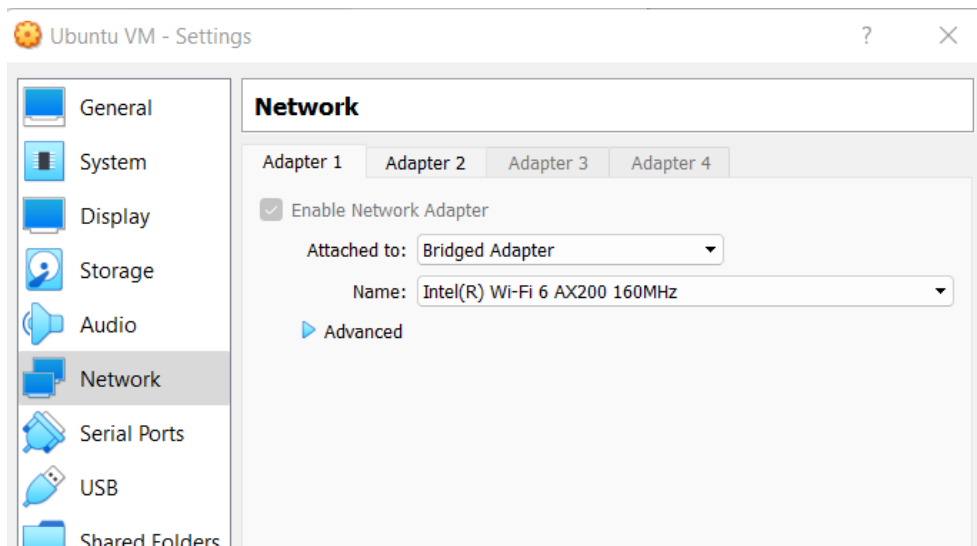 Ubuntu VM - Settings ? ×
General
System
Display
Storage
Audio
Network
Serial Ports
USB
Shared Folders
Network
Adapter 1 Adapter 2 Adapter 3 Adapter 4
Enable Network Adapter
Attached to: Bridged Adapter
Name: Intel(R) Wi-Fi 6 AX200 160MHz
Advanced